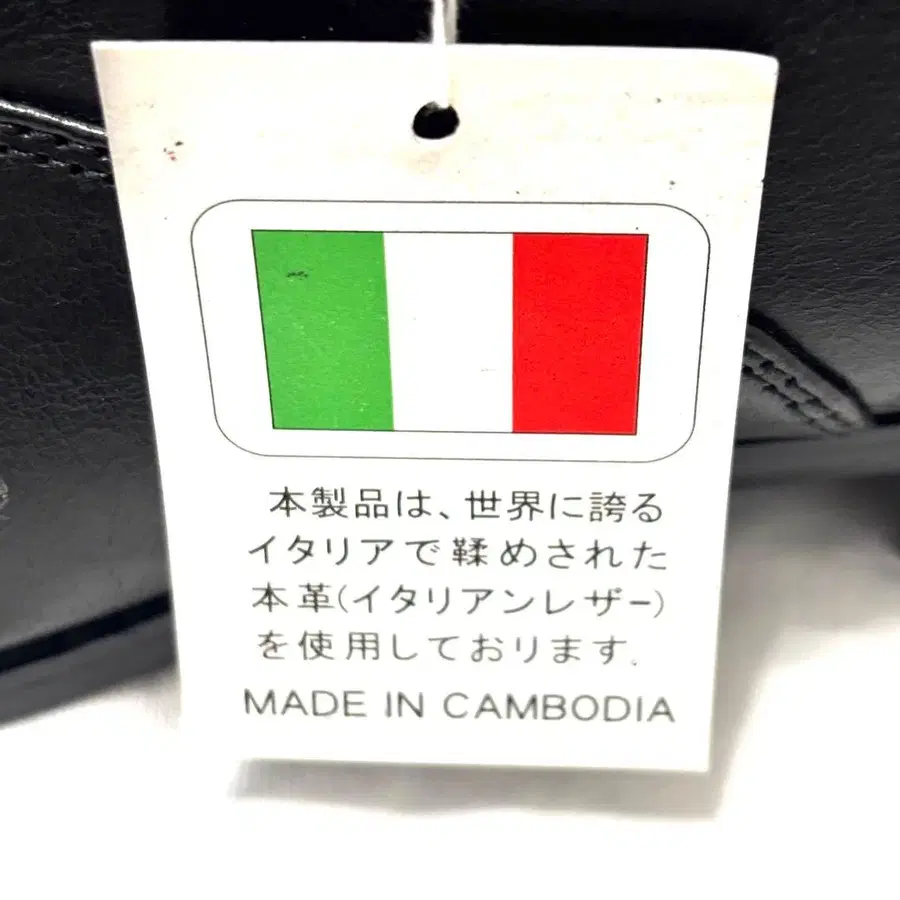 本製品は、世界に誇る
イタリアで鞣めされた
本革(イタリアンレザー)
を使用しております.
MADE IN CAMBODIA